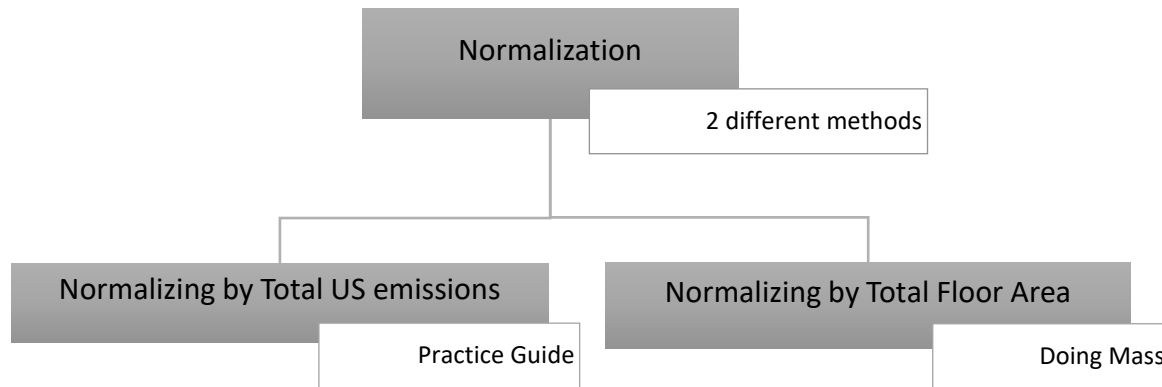 Normalization
2 different methods
Normalizing by Total US emissions
Normalizing by Total Floor Area
Practice Guide
Doing Mass